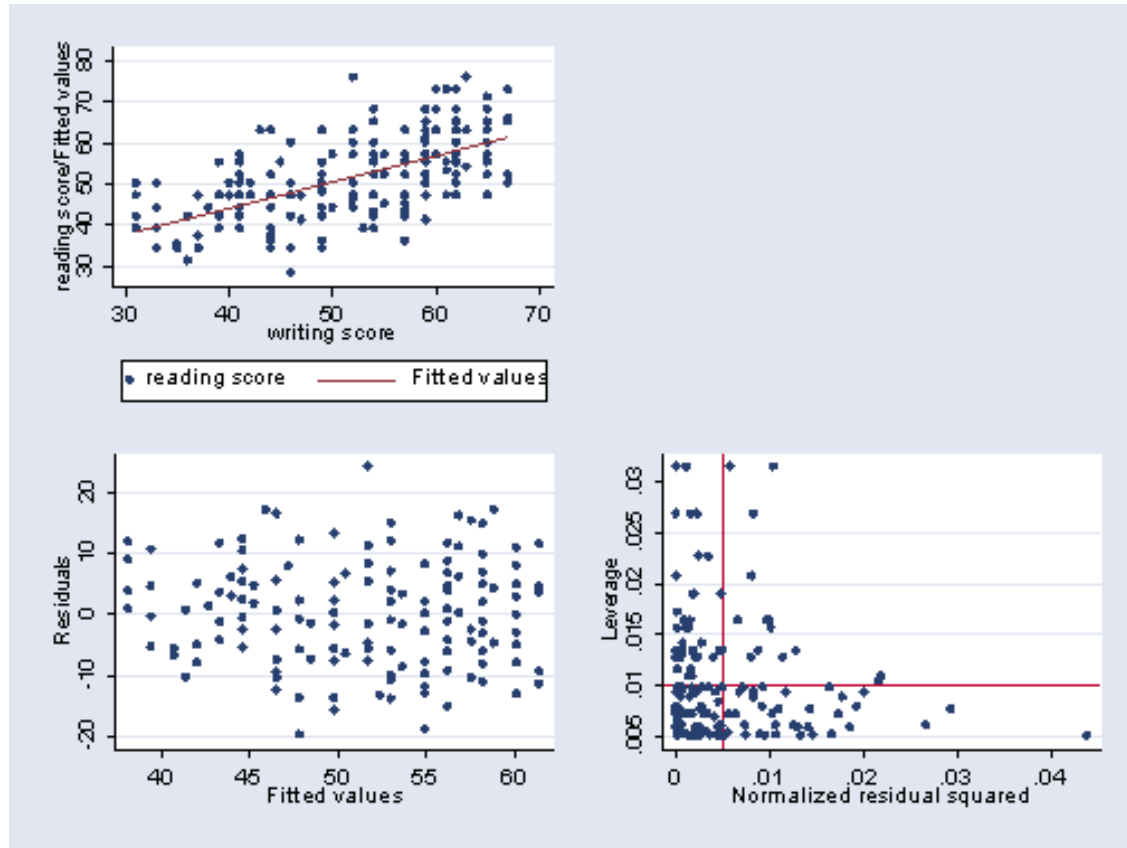 reading score/Fitted values
80
70
60
50
40
30
30 40 50 60 70
writing score
reading score Fitted values
Residuals
20
10
0
-10
-20
40 45 50 55 60
Fitted values
Leverage
.03
.025
.02
.015
.01
.005
0 .01 .02 .03 .04
Normalized residual squared